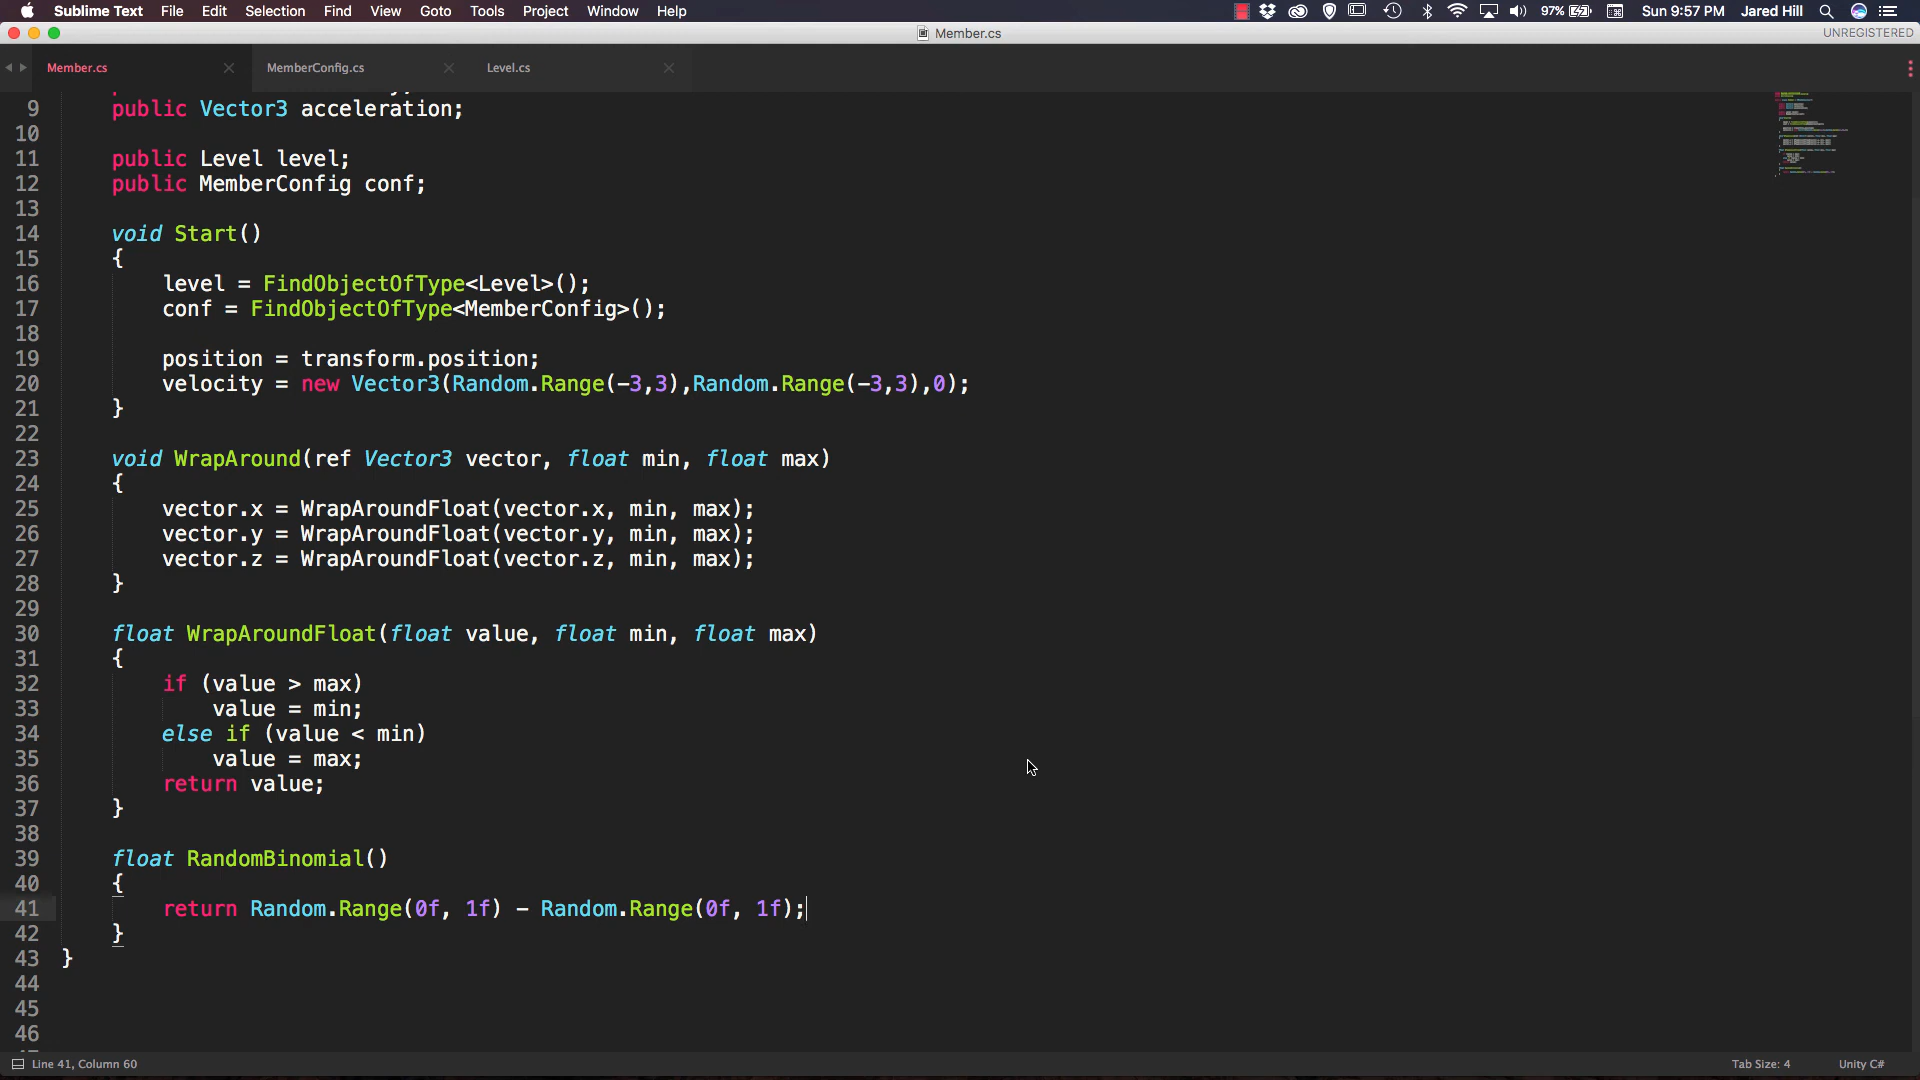 Sublime Text File Edit Selection Find View Goto Tools Project Window Help 97% Sun 9:57 PM Jared Hill
Member.cs UNREGISTERED
Member.cs MemberConfig.cs Level.cs
9 public Vector3 acceleration;
10
11 public Level level;
12 public MemberConfig conf;
13
14 void Start()
15 {
16 level = FindObjectOfType<Level>();
17 conf = FindObjectOfType<MemberConfig>();
18
19 position = transform.position;
20 velocity = new Vector3(Random.Range(-3,3),Random.Range(-3,3),0);
21 }
22
23 void WrapAround(ref Vector3 vector, float min, float max)
24 {
25 vector.x = WrapAroundFloat(vector.x, min, max);
26 vector.y = WrapAroundFloat(vector.y, min, max);
27 vector.z = WrapAroundFloat(vector.z, min, max);
28 }
29
30 float WrapAroundFloat(float value, float min, float max)
31 {
32 if (value > max)
33 value = min;
34 else if (value < min)
35 value = max;
36 return value;
37 }
38
39 float RandomBinomial()
40 {
41 return Random.Range(0f, 1f) - Random.Range(0f, 1f);
42 }
43 }
44
45
46
Line 41, Column 60 Tab Size: 4 Unity C#